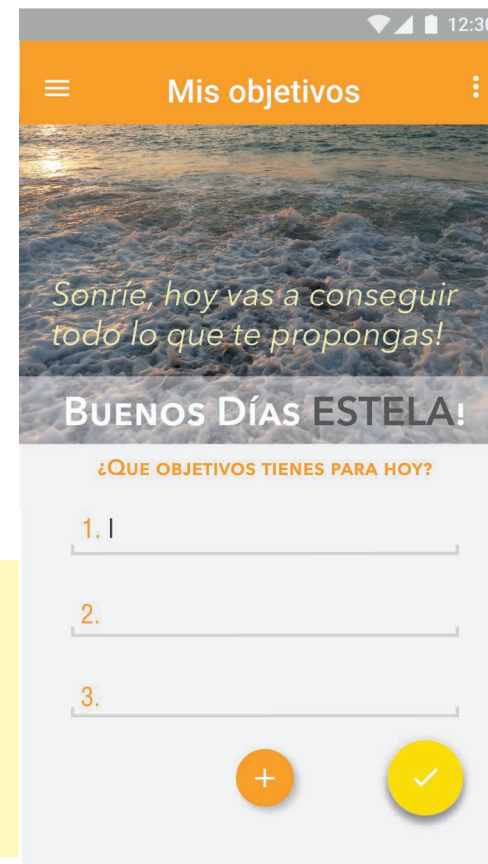 12:30
Mis objetivos
Sonríe, hoy vas a conseguir
todo lo que te propongas!
BUENOS DÍAS ESTELA!
¿QUE OBJETIVOS TIENES PARA HOY?
1.
2.
3.